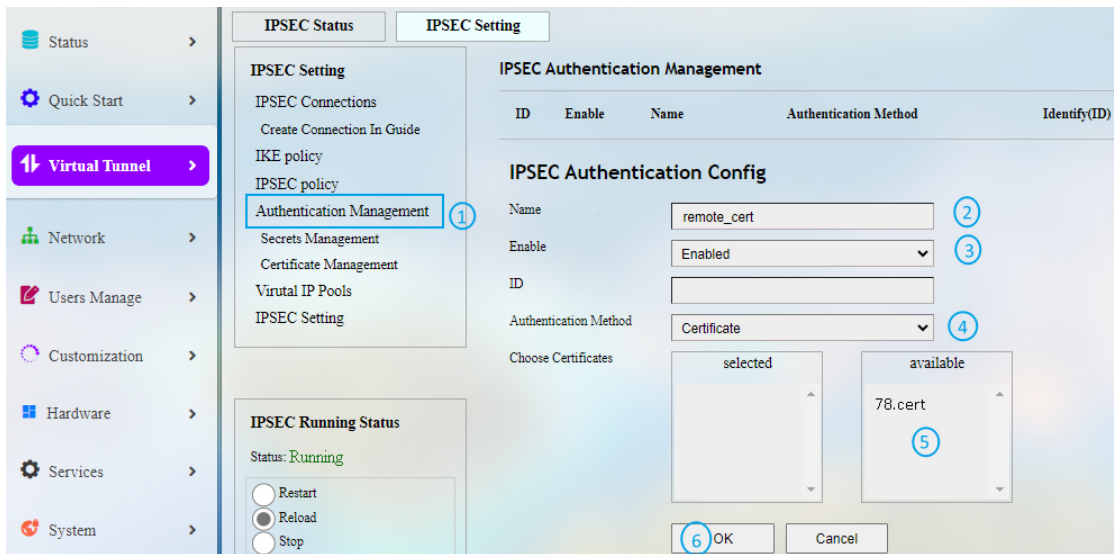 Status
Quick Start
Virtual Tunnel
Network
Users Manage
Customization
Hardware
Services
System
IPSEC Status
IPSEC Setting
IPSEC Setting
IPSEC Connections
Create Connection In Guide
IKE policy
IPSEC policy
Authentication Management
1
Secrets Management
Certificate Management
Virutal IP Pools
IPSEC Setting
IPSEC Running Status
Status: Running
Restart
Reload
Stop
IPSEC Authentication Management
ID Enable Name Authentication Method Identify(ID)
IPSEC Authentication Config
Name remote_cert 2
Enable Enabled 3
ID
Authentication Method Certificate 4
Choose Certificates selected available
78.cert
5
6 OK Cancel